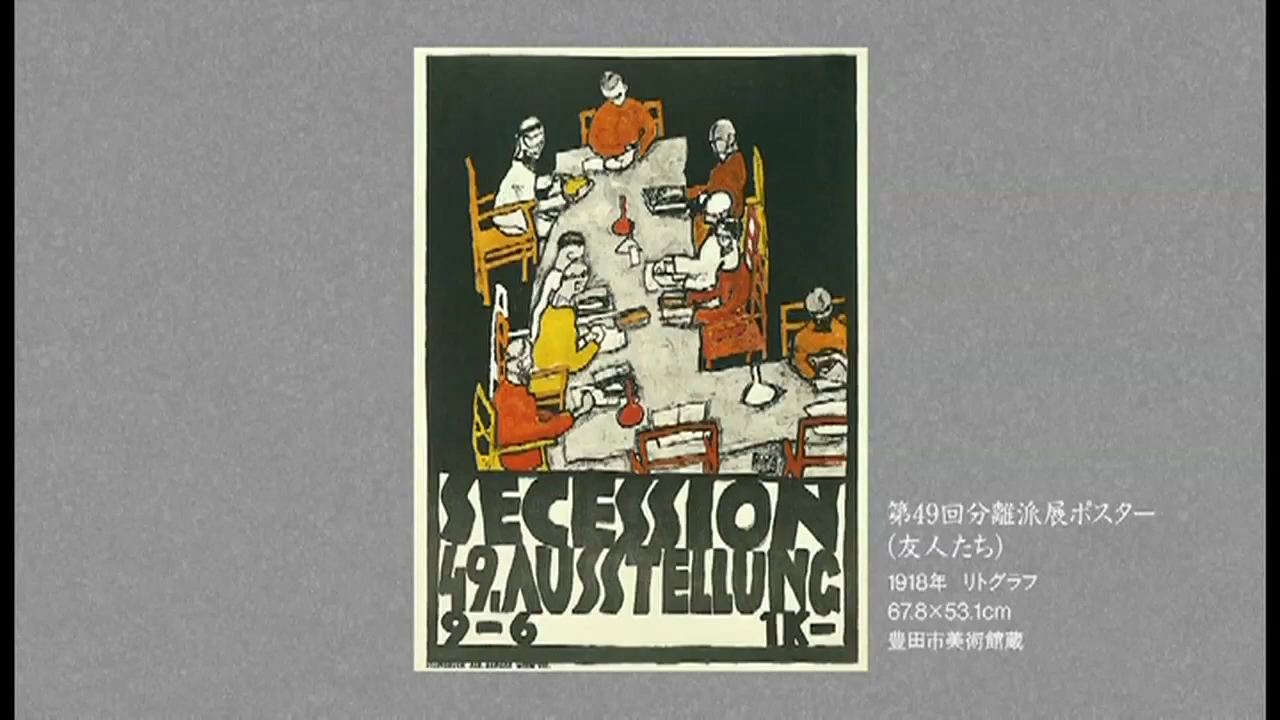 SECESSION
49. AUSSTELLUNG
9-6 1K-
第49回分離派展ポスター
(友人たち)
1918年 リトグラフ
67.8×53.1cm
豊田市美術館蔵